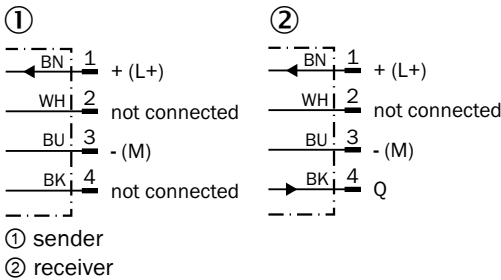 ①
BN 1 + (L+)
WH 2 not connected
BU 3 - (M)
BK 4 not connected
②
BN 1 + (L+)
WH 2 not connected
BU 3 - (M)
BK 4 Q
① sender
② receiver